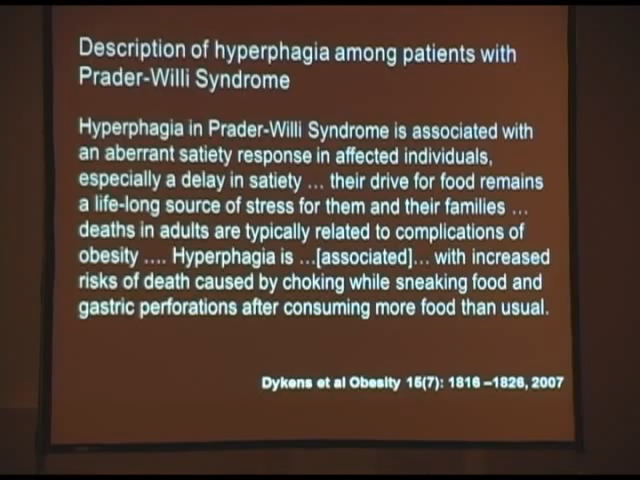 Description of hyperphagia among patients with
Prader-Willi Syndrome
Hyperphagia in Prader-Willi Syndrome is associated with
an aberrant satiety response in affected individuals,
especially a delay in satiety ... their drive for food remains
a life-long source of stress for them and their families ...
deaths in adults are typically related to complications of
obesity .... Hyperphagia is ...[associated]... with increased
risks of death caused by choking while sneaking food and
gastric perforations after consuming more food than usual.
Dykens et al Obesity 15(7): 1816 –1826, 2007